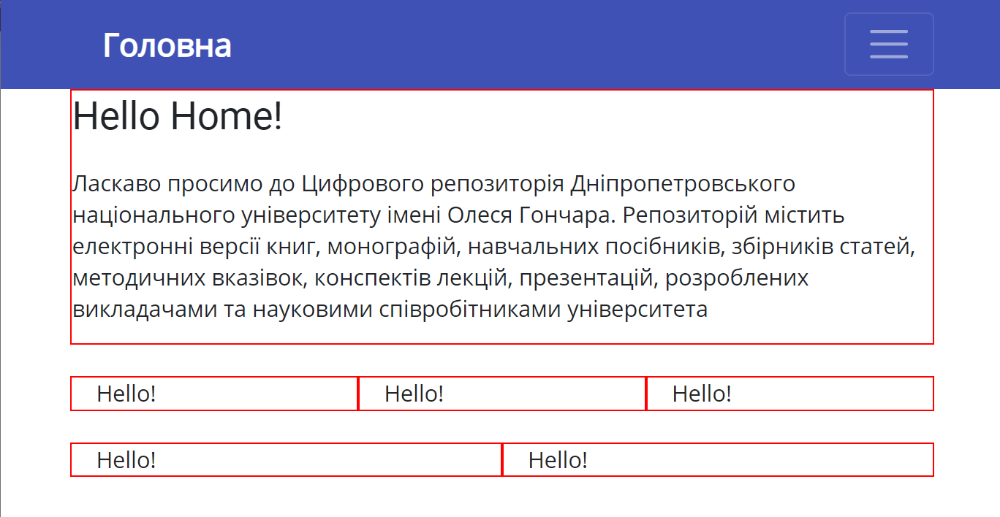 Головна
Hello Home!
Ласкаво просимо до Цифрового репозиторія Дніпропетровського
національного університету імені Олеся Гончара. Репозиторій містить
електронні версії книг, монографій, навчальних посібників, збірників статей,
методичних вказівок, конспектів лекцій, презентацій, розроблених
викладачами та науковими співробітниками університета
Hello! Hello! Hello!
Hello! Hello!